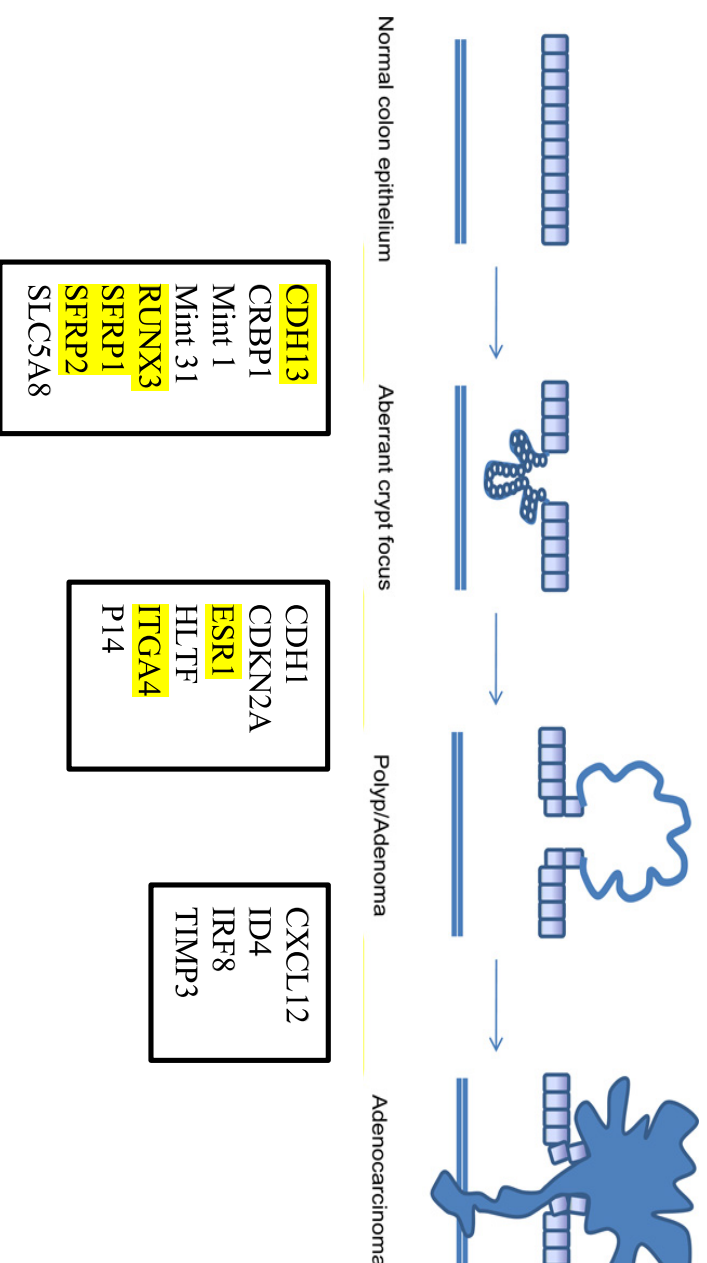 Normal colon epithelium
Aberrant crypt focus
Polyp/Adenoma
Adenocarcinoma
CDH13
CRBP1
Mint 1
Mint 31
RUNX3
SFRP1
SFRP2
SLC5A8
CDH1
CDKN2A
ESR1
HLTF
ITGA4
P14
CXCL12
ID4
IRF8
TIMP3